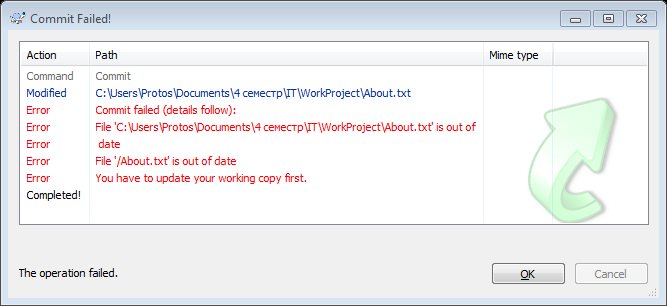 Commit Failed!
Action Path Mime type
Command Commit
Modified C:\Users\Protos\Documents\4 семестр\IT\WorkProject\About.txt
Error Commit failed (details follow):
Error File 'C:\Users\Protos\Documents\4 семестр\IT\WorkProject\About.txt' is out of
Error date
Error File '/About.txt' is out of date
Error You have to update your working copy first.
Completed!
The operation failed.
OK Cancel